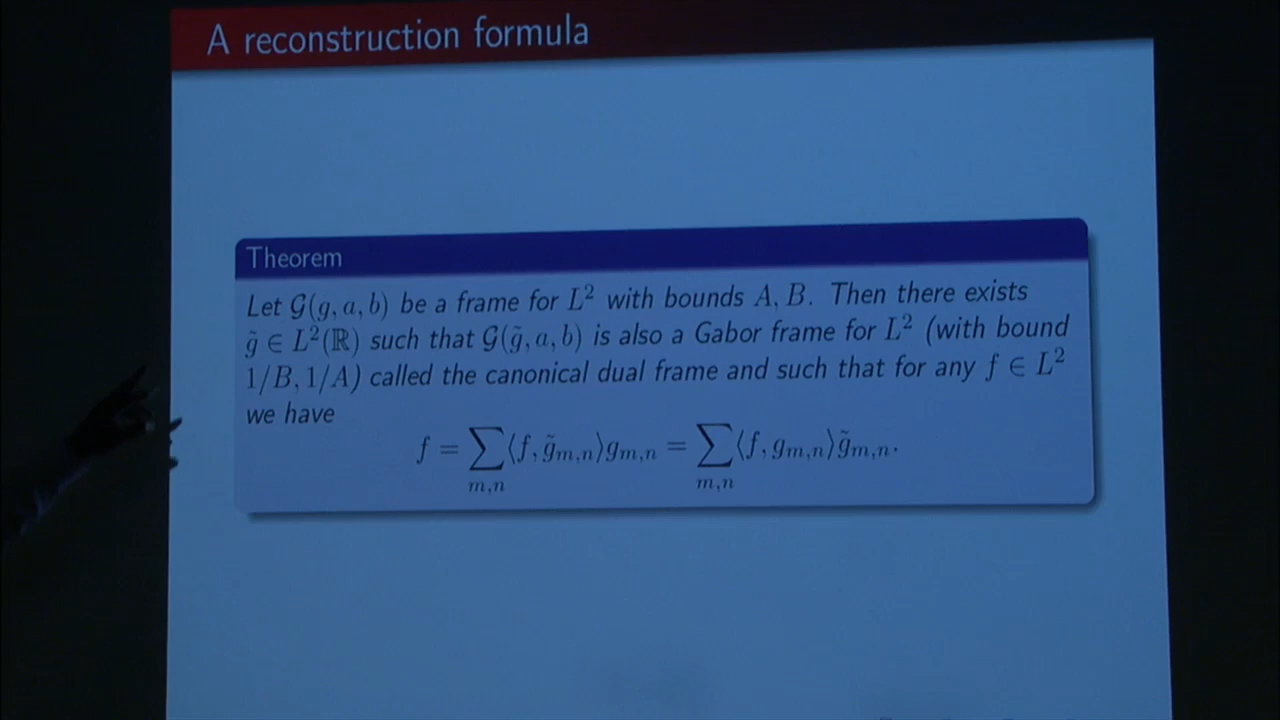 A reconstruction formula
Theorem
Let 𝒢(g, a, b) be a frame for L² with bounds A, B. Then there exists
g̃ ∈ L²(ℝ) such that 𝒢(g̃, a, b) is also a Gabor frame for L² (with bound
1/B, 1/A) called the canonical dual frame and such that for any f ∈ L²
we have
f = ∑_{m,n} ⟨f, g̃_{m,n}⟩g_{m,n} = ∑_{m,n} ⟨f, g_{m,n}⟩g̃_{m,n}.